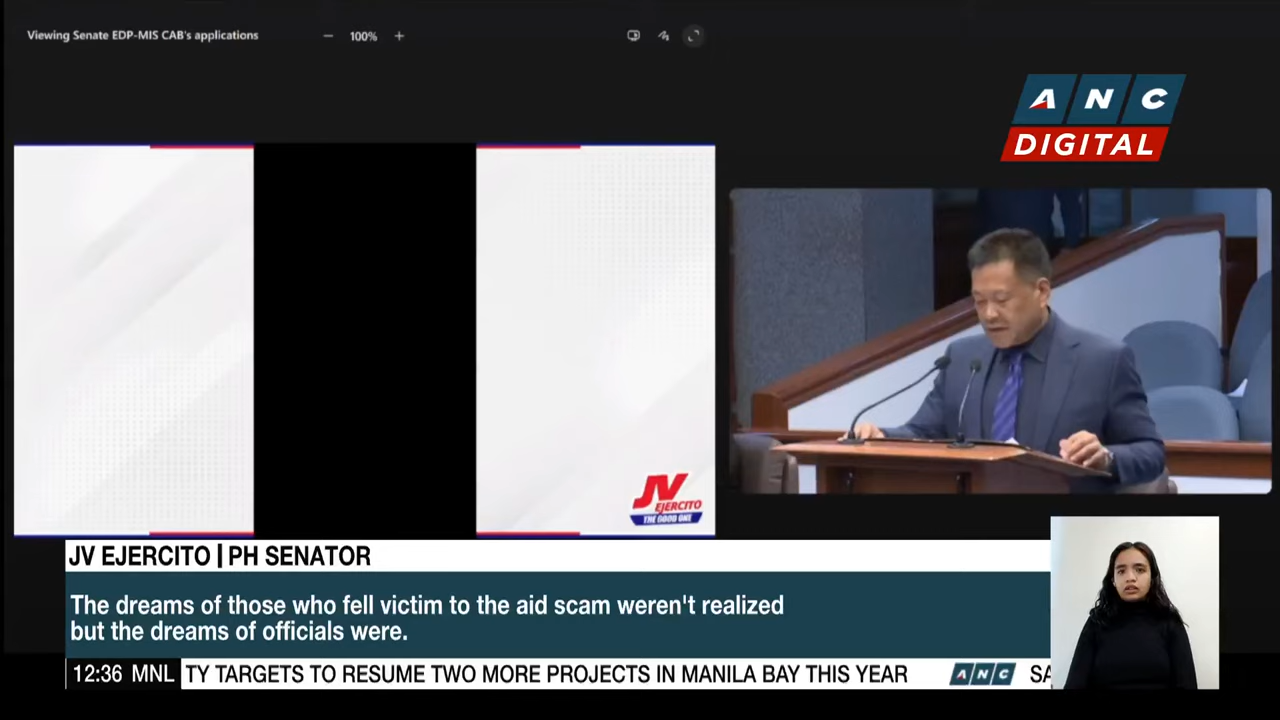 Viewing Senate EDP-MIS CAB's applications
100%
ANC
DIGITAL
JV
EJERCITO
THE GOOD ONE
JV EJERCITO | PH SENATOR
The dreams of those who fell victim to the aid scam weren't realized
but the dreams of officials were.
12:36 MNL TY TARGETS TO RESUME TWO MORE PROJECTS IN MANILA BAY THIS YEAR ANC SA